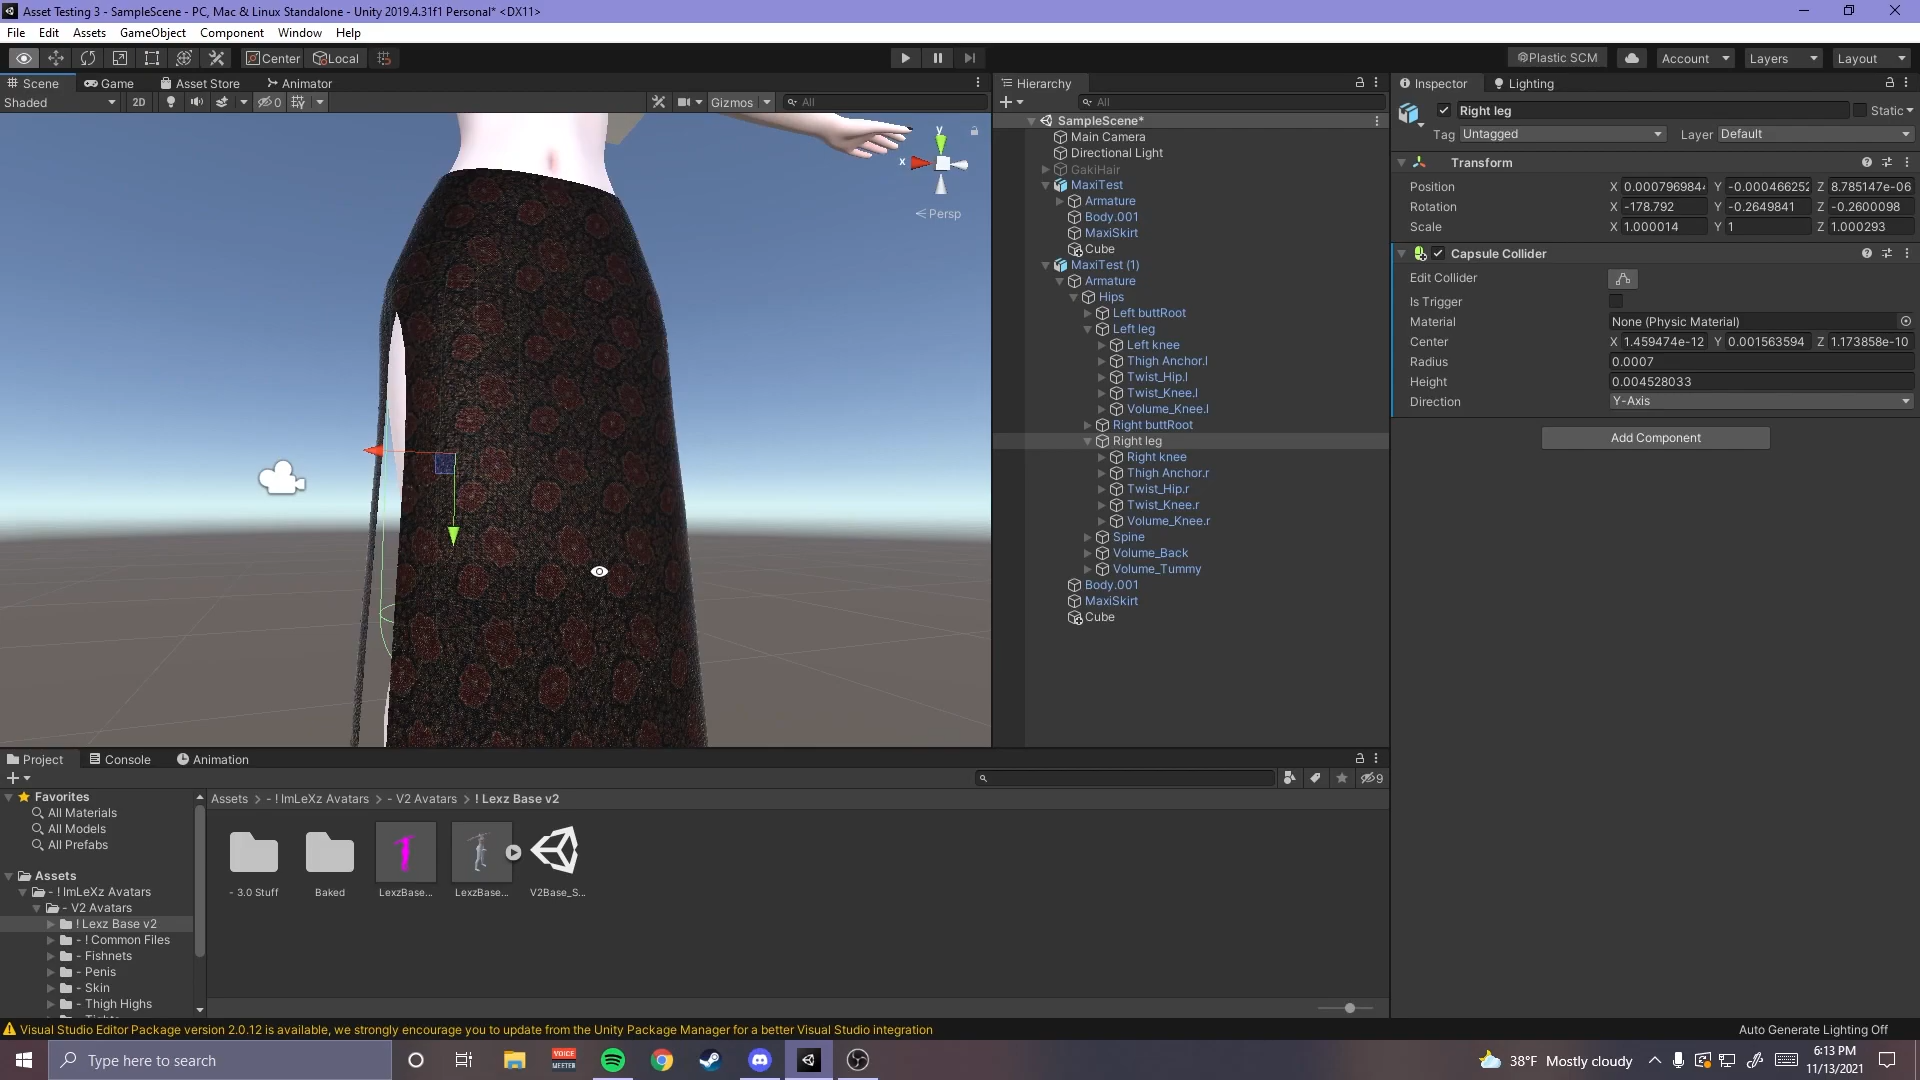 Asset Testing 3 - SampleScene - PC, Mac & Linux Standalone - Unity 2019.4.31f1 Personal* <DX11>
File Edit Assets GameObject Component Window Help
Center Local
Plastic SCM Account Layers Layout
Scene Game Asset Store Animator
Shaded 2D 0 Gizmos All
y
x
Persp
Hierarchy
All
SampleScene*
Main Camera
Directional Light
GakiHair
MaxiTest
Armature
Body.001
MaxiSkirt
Cube
MaxiTest (1)
Armature
Hips
Left buttRoot
Left leg
Left knee
Thigh Anchor.l
Twist_Hip.l
Twist_Knee.l
Volume_Knee.l
Right buttRoot
Right leg
Right knee
Thigh Anchor.r
Twist_Hip.r
Twist_Knee.r
Volume_Knee.r
Spine
Volume_Back
Volume_Tummy
Body.001
MaxiSkirt
Cube
Inspector Lighting
Right leg Static
Tag Untagged Layer Default
Transform
Position X 0.000796984 Y -0.000466252 Z 8.785147e-06
Rotation X -178.792 Y -0.2649841 Z -0.2600098
Scale X 1.000014 Y 1 Z 1.000293
Capsule Collider
Edit Collider
Is Trigger
Material None (Physic Material)
Center X 1.459474e-12 Y 0.001563594 Z 1.173858e-10
Radius 0.0007
Height 0.004528033
Direction Y-Axis
Add Component
Project Console Animation
9
Favorites
All Materials
All Models
All Prefabs
Assets
- ! ImLeXz Avatars
- V2 Avatars
! Lexz Base v2
- ! Common Files
- Fishnets
- Penis
- Skin
- Thigh Highs
Assets > - ! ImLeXz Avatars > - V2 Avatars > ! Lexz Base v2
- 3.0 Stuff Baked LexzBase... LexzBase... V2Base_S...
Visual Studio Editor Package version 2.0.12 is available, we strongly encourage you to update from the Unity Package Manager for a better Visual Studio integration
Auto Generate Lighting Off
Type here to search
VOICE
MEETER
38°F Mostly cloudy
6:13 PM
11/13/2021